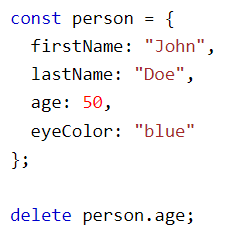 const person = {
  firstName: "John",
  lastName: "Doe",
  age: 50,
  eyeColor: "blue"
};

delete person.age;